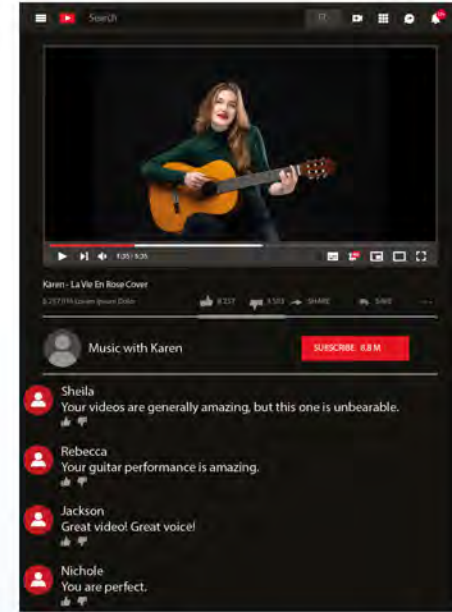 Search
Karen - La Vie En Rose Cover
8.257 SHARE SAVE
Music with Karen
SUBSCRIBE 8.8 M
Sheila
Your videos are generally amazing, but this one is unbearable.
Rebecca
Your guitar performance is amazing.
Jackson
Great video! Great voice!
Nichole
You are perfect.